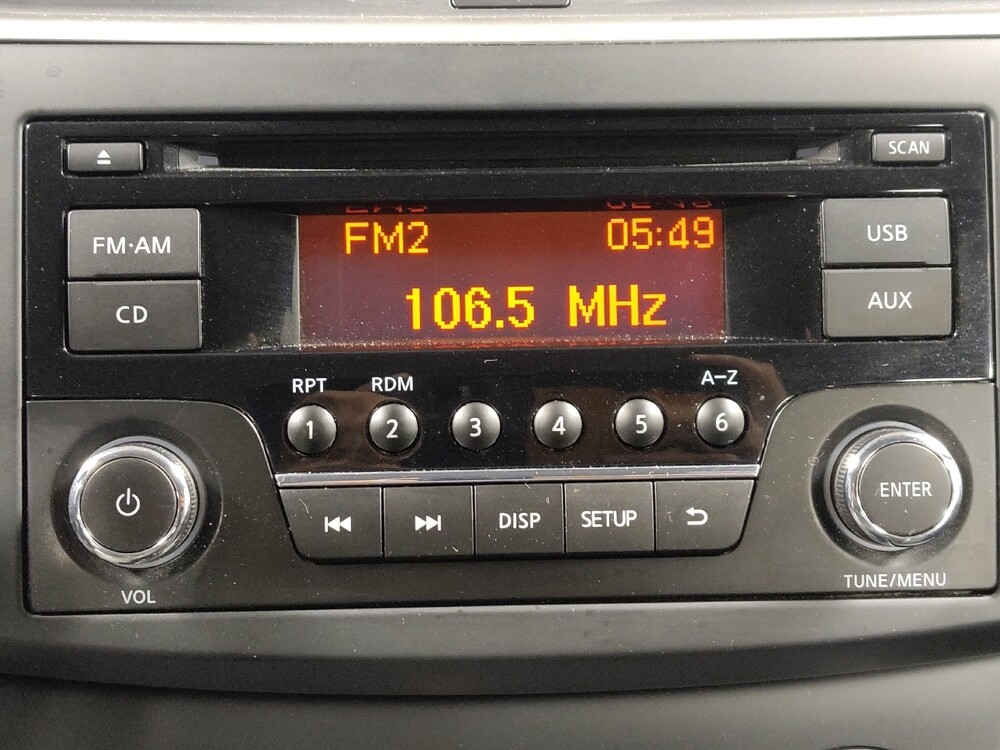 SCAN
FM·AM
FM2 05:49
USB
CD
106.5 MHz
AUX
RPT RDM A–Z
1 2 3 4 5 6
DISP SETUP
ENTER
VOL
TUNE/MENU